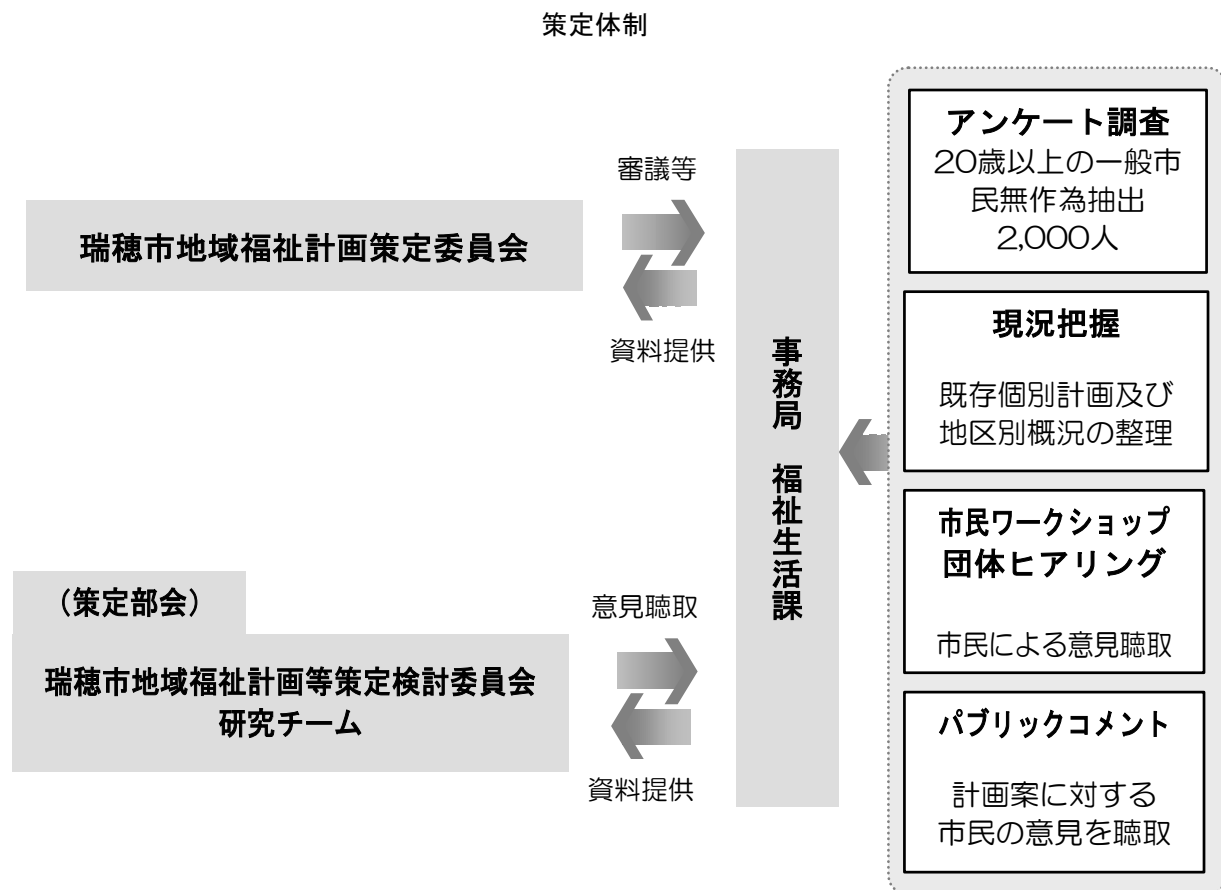 策定体制
瑞穂市地域福祉計画策定委員会
審議等
資料提供
（策定部会）
瑞穂市地域福祉計画等策定検討委員会
研究チーム
意見聴取
資料提供
事務局　福祉生活課
アンケート調査
20歳以上の一般市
民無作為抽出
2,000人
現況把握
既存個別計画及び
地区別概況の整理
市民ワークショップ
団体ヒアリング
市民による意見聴取
パブリックコメント
計画案に対する
市民の意見を聴取